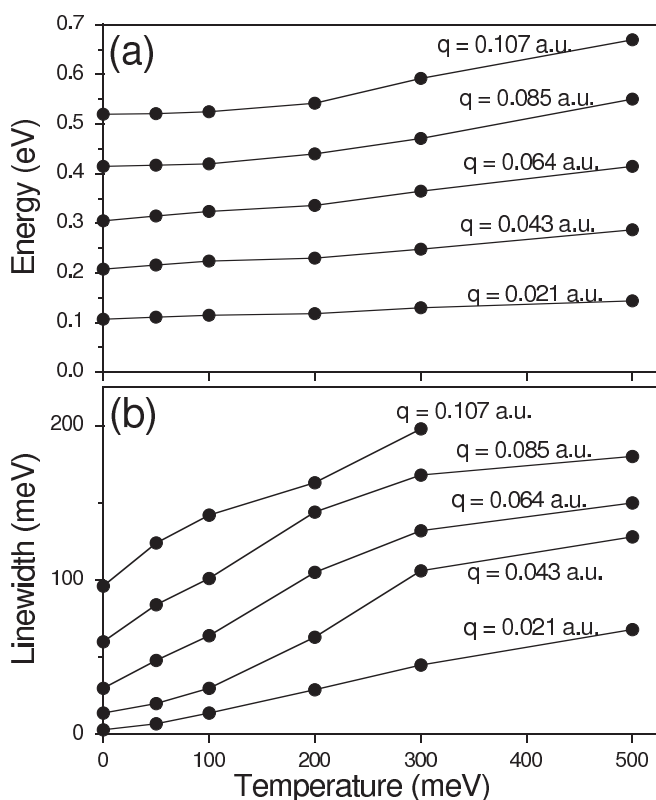 0.7
(a)
q = 0.107 a.u.
0.6
q = 0.085 a.u.
0.5
0.4
q = 0.064 a.u.
0.3
q = 0.043 a.u.
0.2
q = 0.021 a.u.
0.1
0.0
Energy (eV)
(b)
q = 0.107 a.u.
200
q = 0.085 a.u.
q = 0.064 a.u.
100
q = 0.043 a.u.
q = 0.021 a.u.
0
Linewidth (meV)
0 100 200 300 400 500
Temperature (meV)